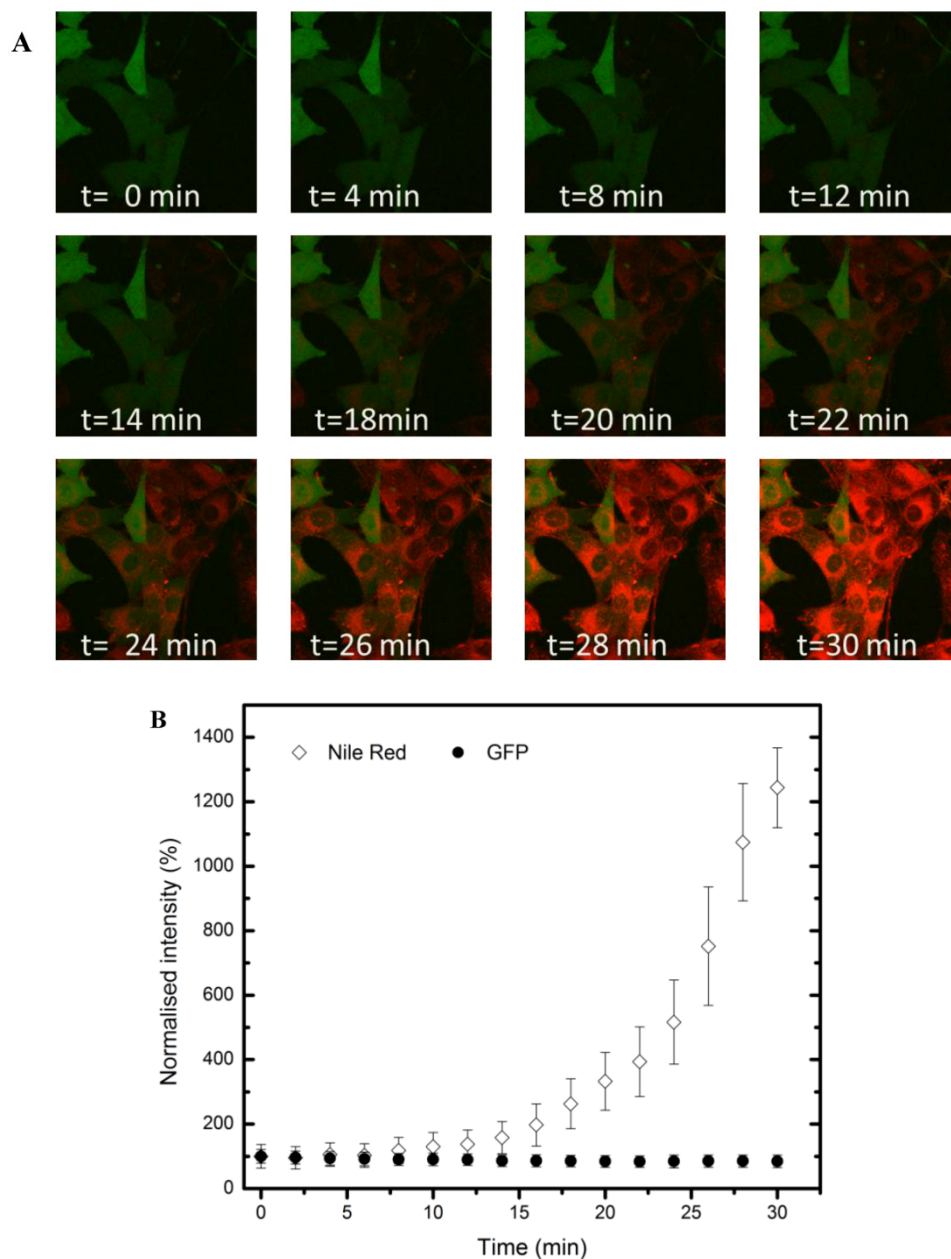 A
t= 0 min
t= 4 min
t=8 min
t=12 min
t=14 min
t=18min
t=20 min
t=22 min
t= 24 min
t=26 min
t=28 min
t=30 min
B
Nile Red
GFP
Normalised intensity (%)
1400
1200
1000
800
600
400
200
0
0 5 10 15 20 25 30
Time (min)